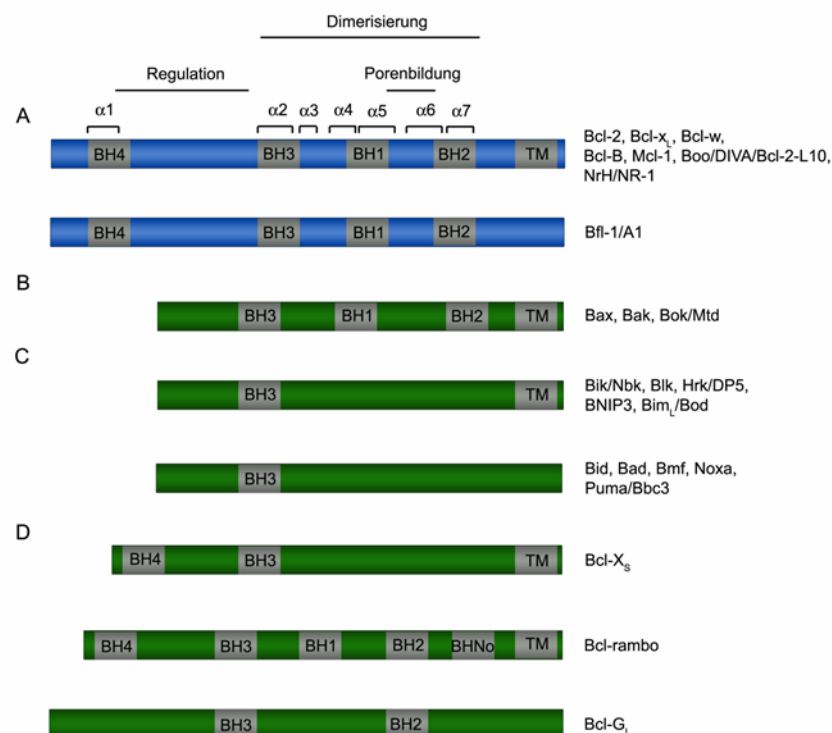 Dimerisierung
Regulation
Porenbildung
α1 α2 α3 α4 α5 α6 α7
A
BH4 BH3 BH1 BH2 TM
Bcl-2, Bcl-x_L, Bcl-w,
Bcl-B, Mcl-1, Boo/DIVA/Bcl-2-L10,
NrH/NR-1
BH4 BH3 BH1 BH2
Bfl-1/A1
B
BH3 BH1 BH2 TM
Bax, Bak, Bok/Mtd
C
BH3 TM
Bik/Nbk, Blk, Hrk/DP5,
BNIP3, Bim_L/Bod
BH3
Bid, Bad, Bmf, Noxa,
Puma/Bbc3
D
BH4 BH3 TM
Bcl-X_S
BH4 BH3 BH1 BH2 BHNo TM
Bcl-rambo
BH3 BH2
Bcl-G_L